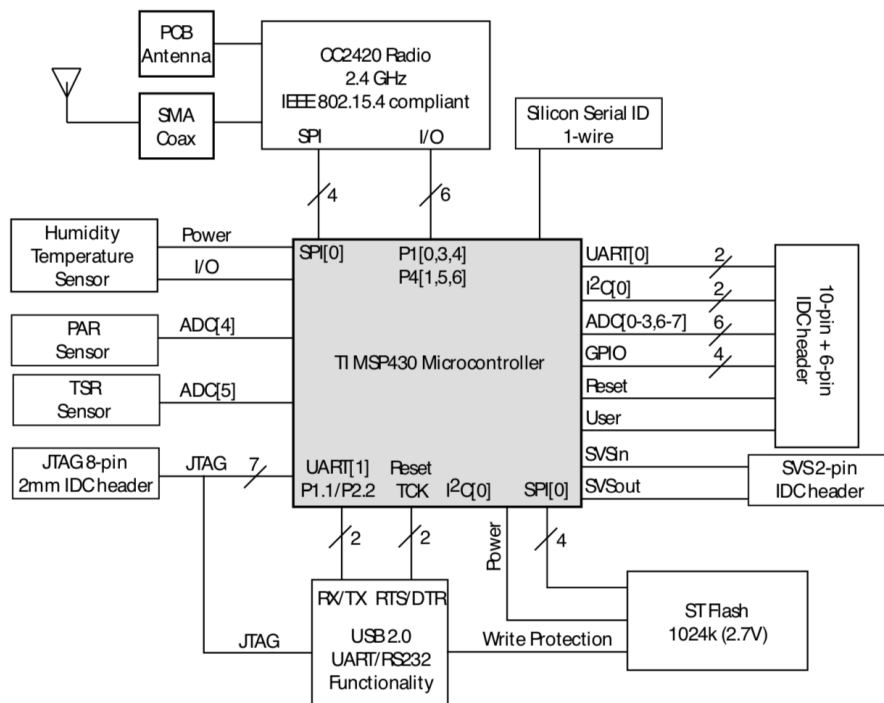 PCB
Antenna
CC2420 Radio
2.4 GHz
IEEE 802.15.4 compliant
SPI I/O
SMA
Coax
Silicon Serial ID
1-wire
4
6
Humidity
Temperature
Sensor
Power
I/O
SPI[0]
P1[0,3,4]
P4[1,5,6]
UART[0] 2
I²C[0] 2
ADC[0-3,6-7] 6
GPIO 4
Reset
User
10-pin + 6-pin
IDC header
PAR
Sensor
ADC[4]
TI MSP430 Microcontroller
TSR
Sensor
ADC[5]
JTAG 8-pin
2mm IDC header
JTAG 7
UART[1]
P1.1/P2.2
Reset
TCK
I²C[0]
SPI[0]
SVSin
SVSout
SVS 2-pin
IDC header
2
2
Power
4
RX/TX RTS/DTR
USB 2.0
UART/RS232
Functionality
JTAG
Write Protection
ST Flash
1024k (2.7V)